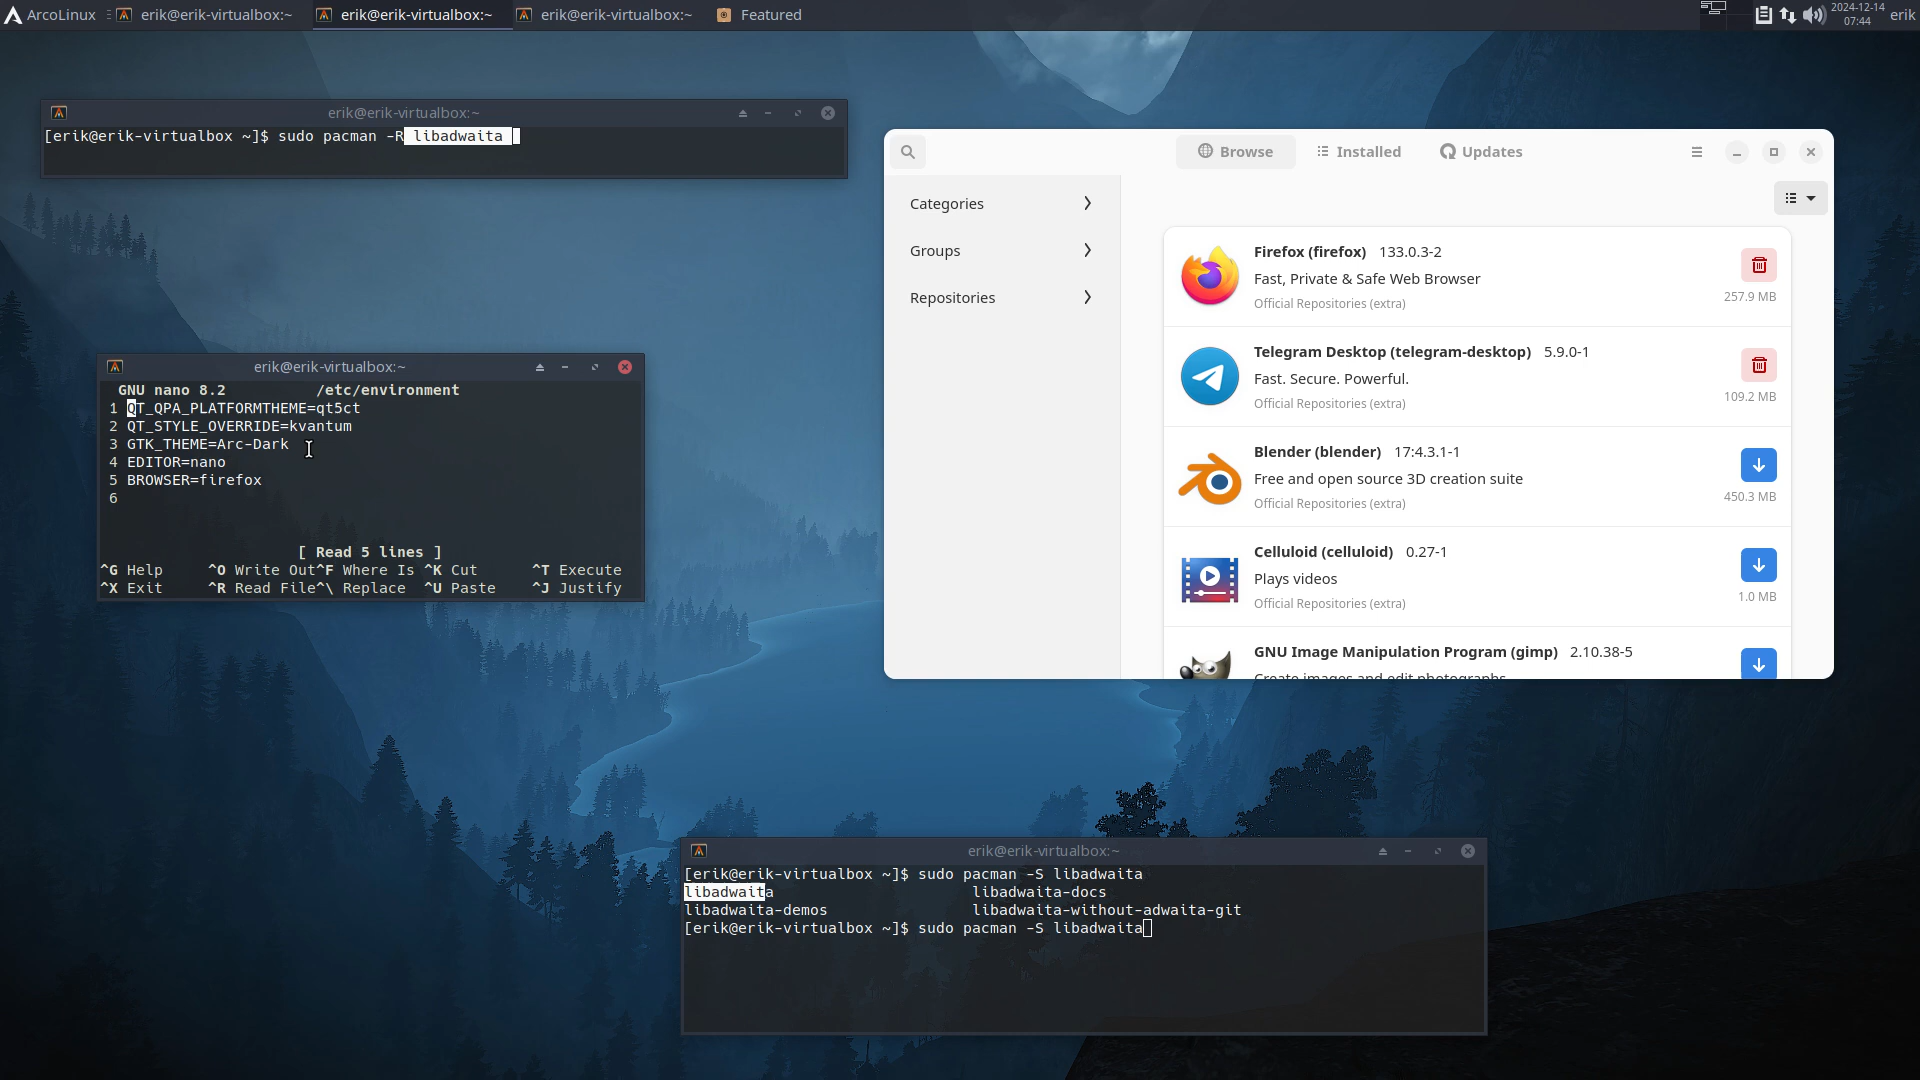 ArcoLinux erik@erik-virtualbox:~ erik@erik-virtualbox:~ erik@erik-virtualbox:~ Featured
2024-12-14
07:44
erik
erik@erik-virtualbox:~
[erik@erik-virtualbox ~]$ sudo pacman -R libadwaita
Browse Installed Updates
Categories
Groups
Repositories
Firefox (firefox) 133.0.3-2
Fast, Private & Safe Web Browser
Official Repositories (extra)
257.9 MB
Telegram Desktop (telegram-desktop) 5.9.0-1
Fast. Secure. Powerful.
Official Repositories (extra)
109.2 MB
Blender (blender) 17:4.3.1-1
Free and open source 3D creation suite
Official Repositories (extra)
450.3 MB
Celluloid (celluloid) 0.27-1
Plays videos
Official Repositories (extra)
1.0 MB
GNU Image Manipulation Program (gimp) 2.10.38-5
Create images and edit photographs
erik@erik-virtualbox:~
GNU nano 8.2 /etc/environment
1 QT_QPA_PLATFORMTHEME=qt5ct
2 QT_STYLE_OVERRIDE=kvantum
3 GTK_THEME=Arc-Dark
4 EDITOR=nano
5 BROWSER=firefox
6
[ Read 5 lines ]
^G Help ^O Write Out^F Where Is ^K Cut ^T Execute
^X Exit ^R Read File^\ Replace ^U Paste ^J Justify
erik@erik-virtualbox:~
[erik@erik-virtualbox ~]$ sudo pacman -S libadwaita
libadwaita libadwaita-docs
libadwaita-demos libadwaita-without-adwaita-git
[erik@erik-virtualbox ~]$ sudo pacman -S libadwaita